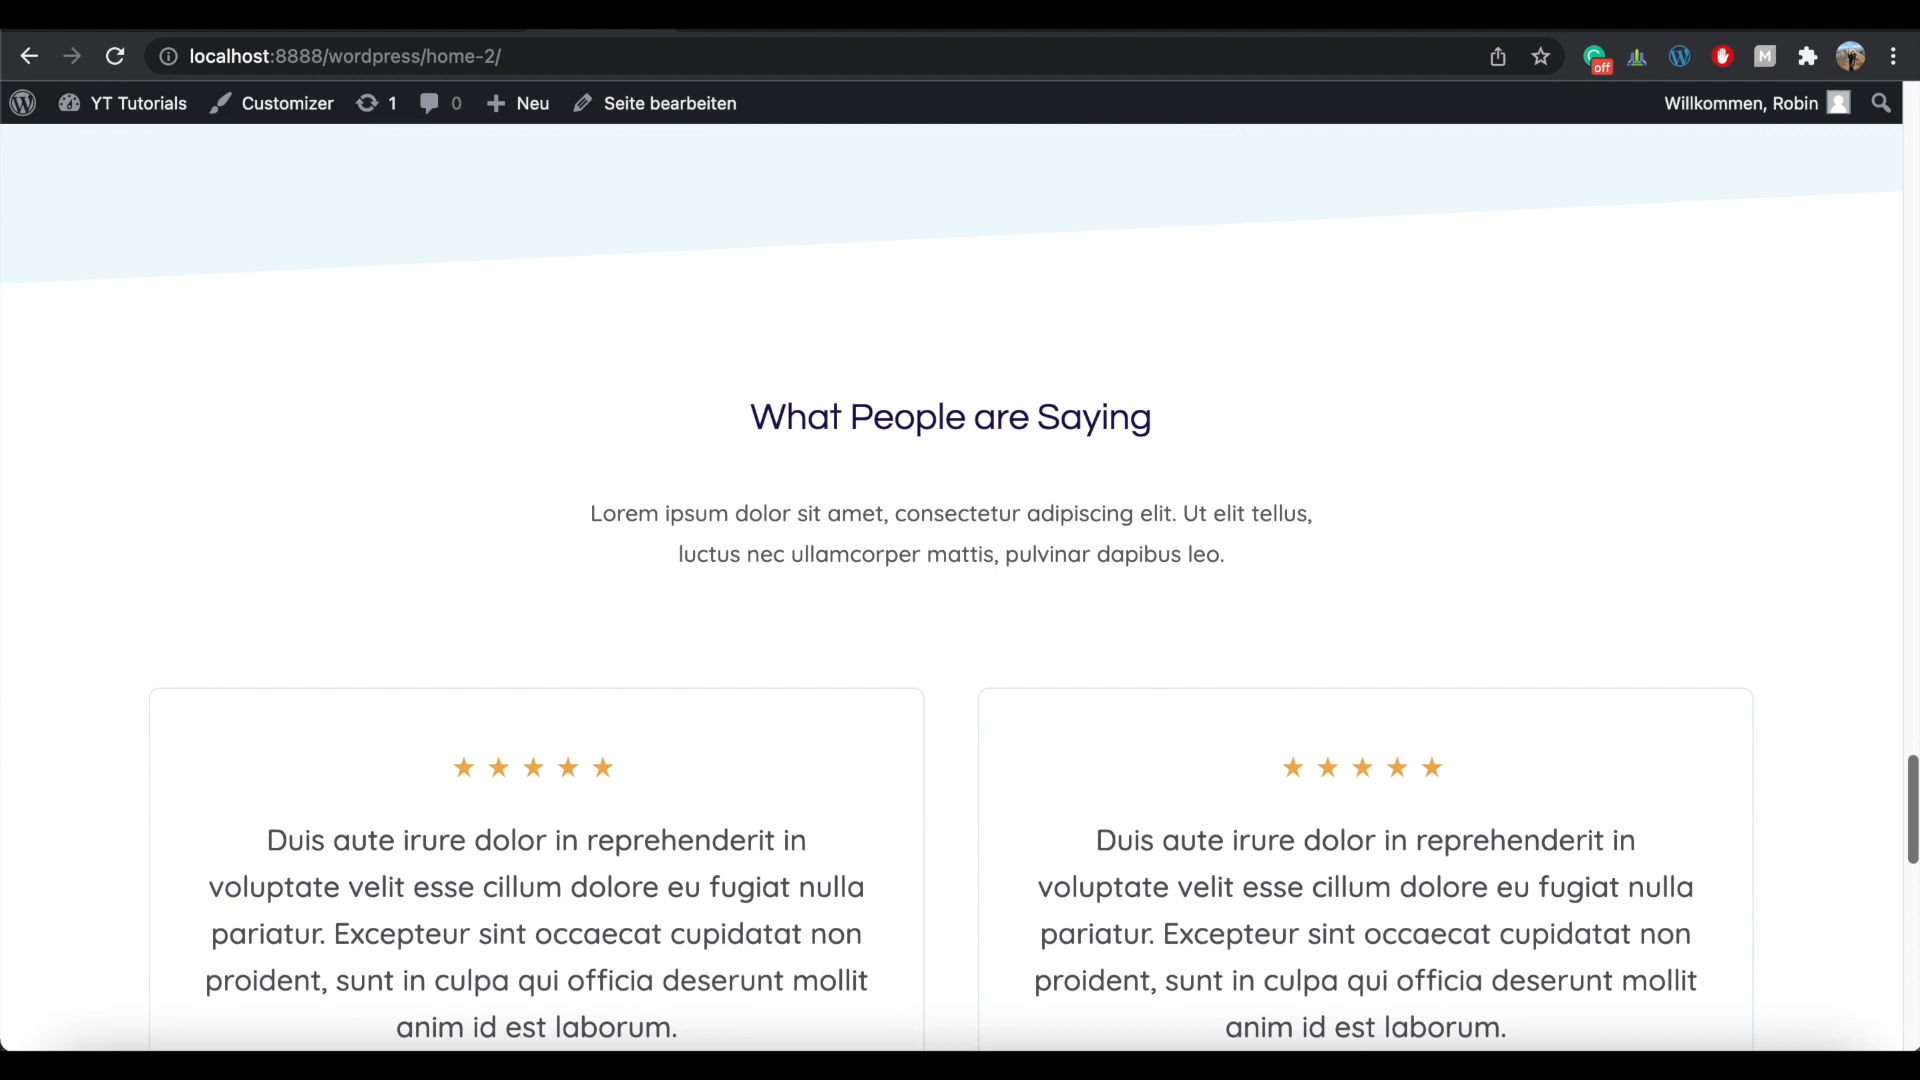 localhost:8888/wordpress/home-2/
off
M
YT Tutorials Customizer 1 0 Neu Seite bearbeiten Willkommen, Robin
What People are Saying
Lorem ipsum dolor sit amet, consectetur adipiscing elit. Ut elit tellus,
luctus nec ullamcorper mattis, pulvinar dapibus leo.
Duis aute irure dolor in reprehenderit in
voluptate velit esse cillum dolore eu fugiat nulla
pariatur. Excepteur sint occaecat cupidatat non
proident, sunt in culpa qui officia deserunt mollit
anim id est laborum.
Duis aute irure dolor in reprehenderit in
voluptate velit esse cillum dolore eu fugiat nulla
pariatur. Excepteur sint occaecat cupidatat non
proident, sunt in culpa qui officia deserunt mollit
anim id est laborum.